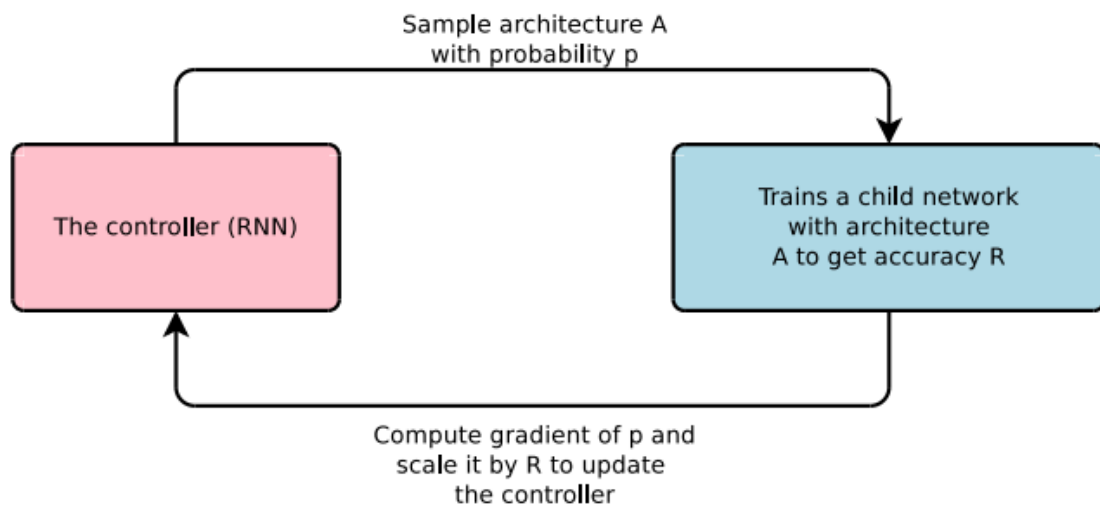 Sample architecture A
with probability p
The controller (RNN)
Trains a child network
with architecture
A to get accuracy R
Compute gradient of p and
scale it by R to update
the controller